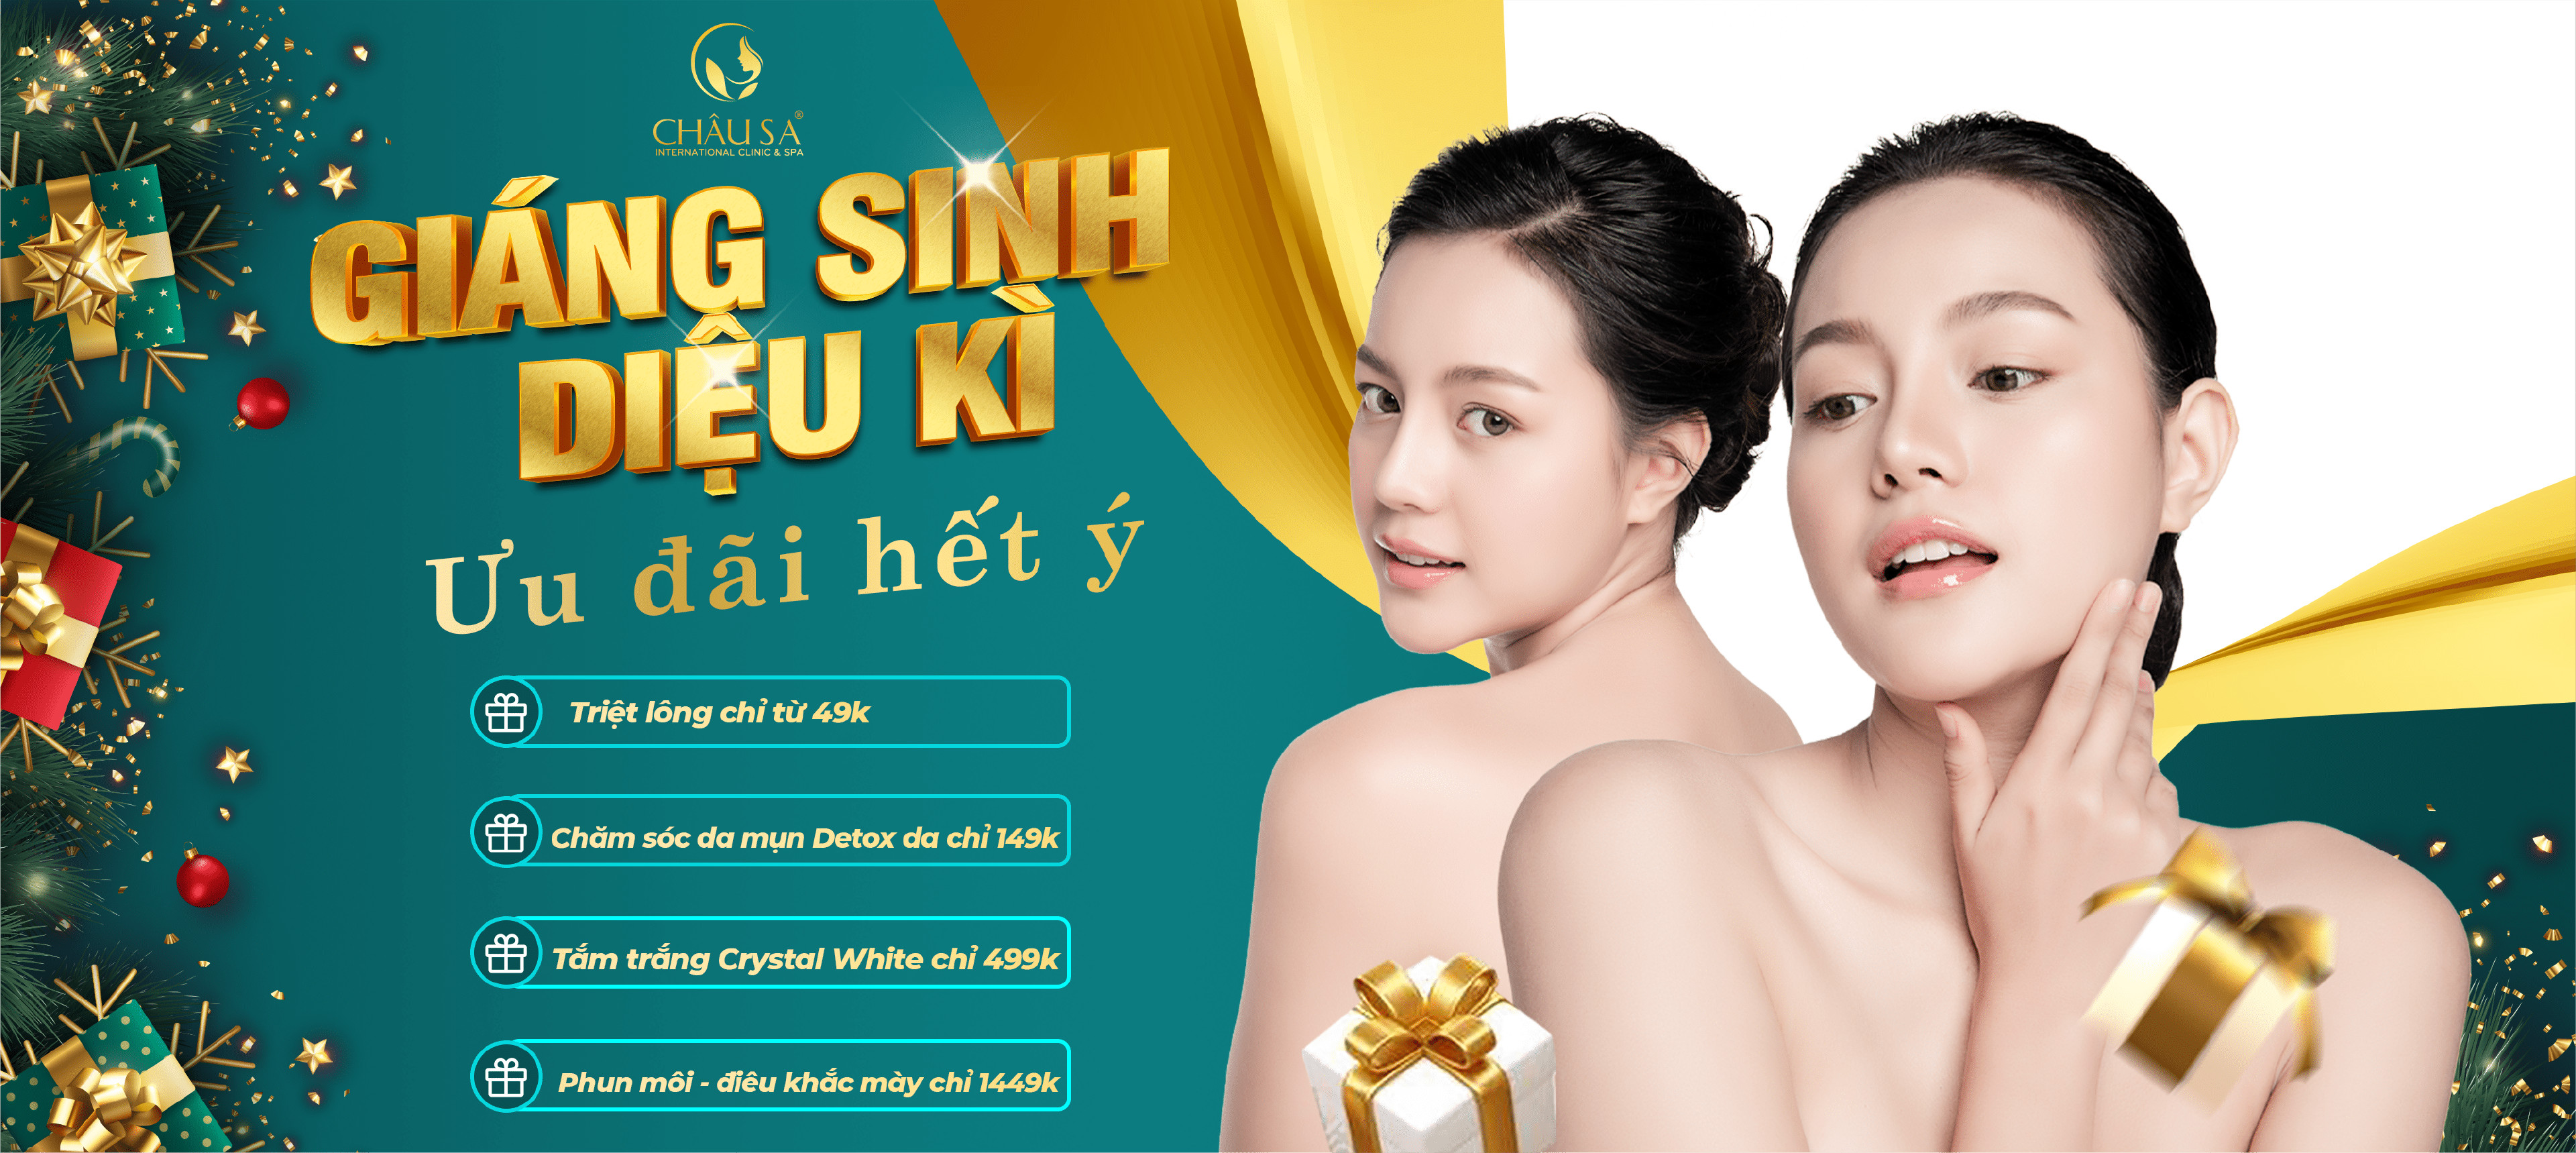 CHÂU SA®
INTERNATIONAL CLINIC & SPA
GIÁNG SINH
DIỆU KÌ
Ưu đãi hết ý
Triệt lông chỉ từ 49k
Chăm sóc da mụn Detox da chỉ 149k
Tắm trắng Crystal White chỉ 499k
Phun môi - điêu khắc mày chỉ 1449k